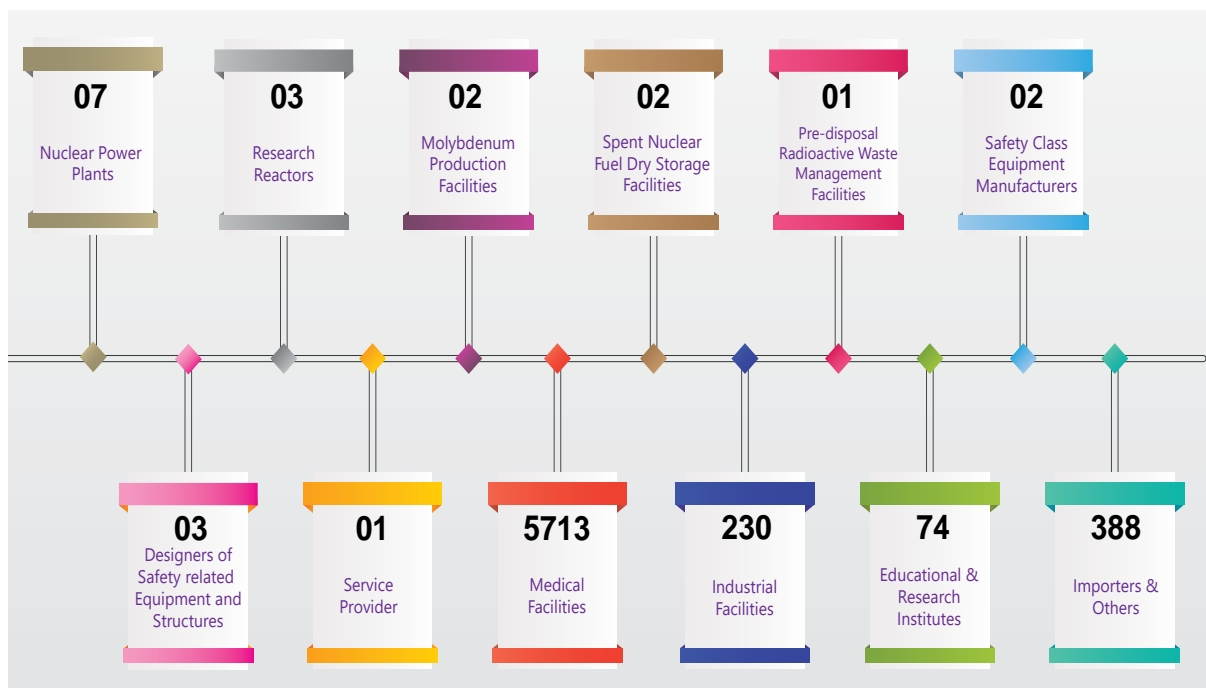 07
Nuclear Power
Plants
03
Research
Reactors
02
Molybdenum
Production
Facilities
02
Spent Nuclear
Fuel Dry Storage
Facilities
01
Pre-disposal
Radioactive Waste
Management
Facilities
02
Safety Class
Equipment
Manufacturers
03
Designers of
Safety related
Equipment and
Structures
01
Service
Provider
5713
Medical
Facilities
230
Industrial
Facilities
74
Educational &
Research
Institutes
388
Importers &
Others